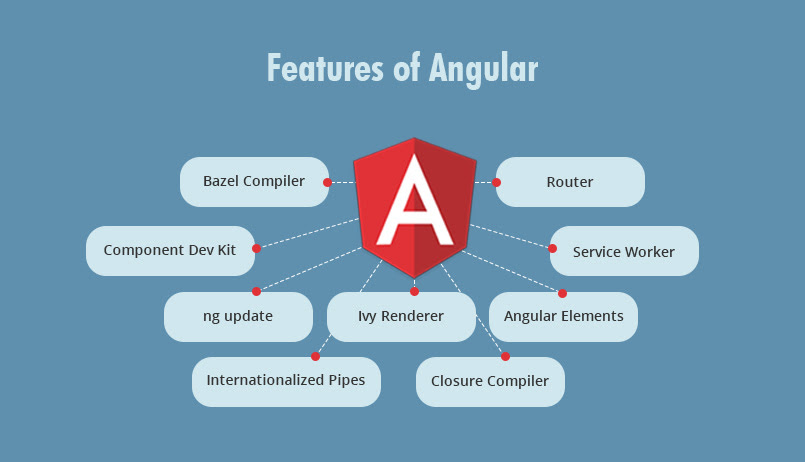 Features of Angular
A
Bazel Compiler
Router
Component Dev Kit
Service Worker
ng update
Ivy Renderer
Angular Elements
Internationalized Pipes
Closure Compiler